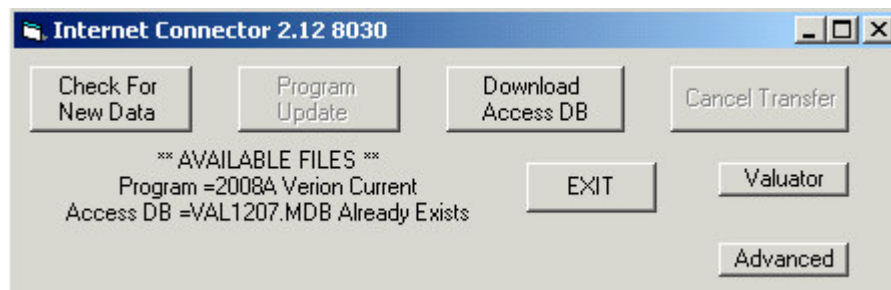 Internet Connector 2.12 8030
Check For
New Data
Program
Update
Download
Access DB
Cancel Transfer
** AVAILABLE FILES **
Program =2008A Verion Current
Access DB =VAL1207.MDB Already Exists
EXIT
Valuator
Advanced